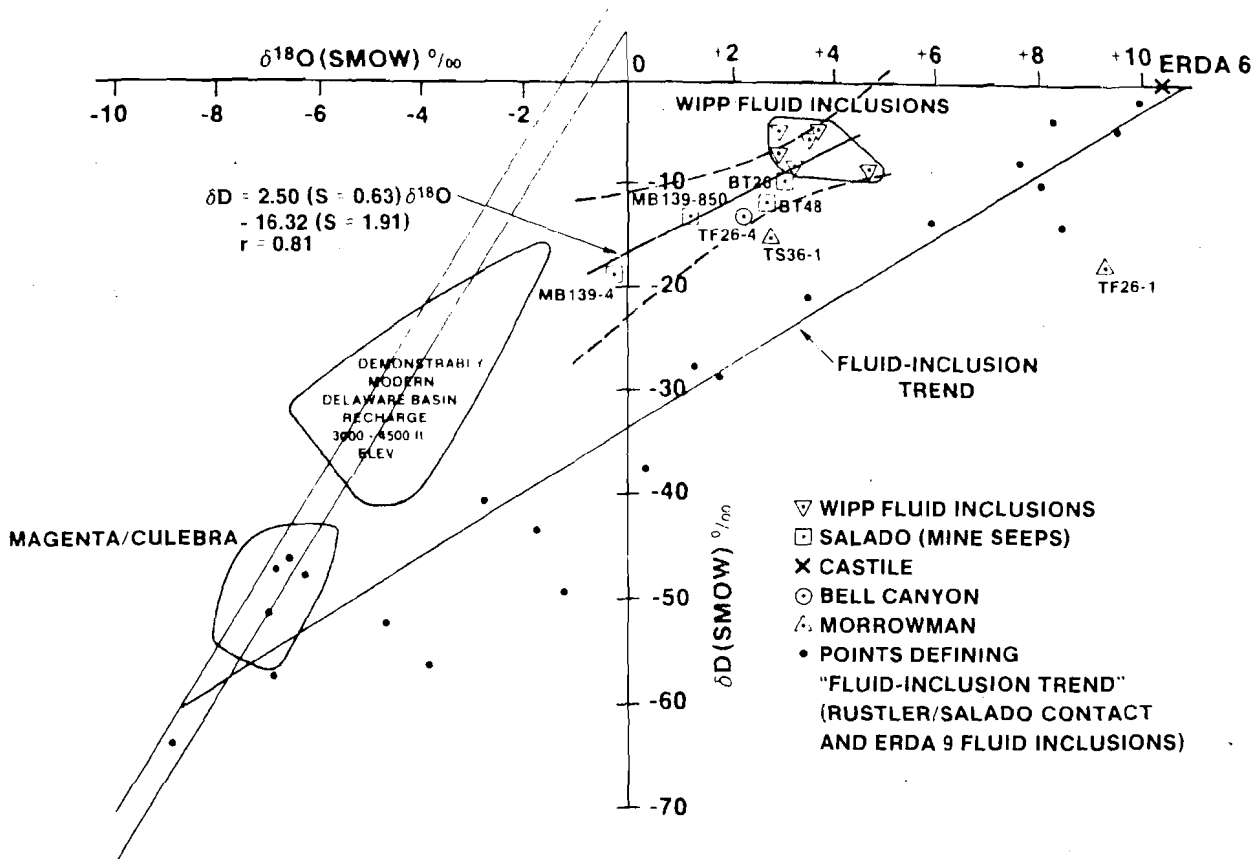 δ18O (SMOW) ‰
-10
-8
-6
-4
-2
0
+2
+4
+6
+8
+10
ERDA 6
WIPP FLUID INCLUSIONS
δD = 2.50 (S = 0.63) δ18O
- 16.32 (S = 1.91)
r = 0.81
-10
BT26
MB139-850
BT48
TF26-4
TS36-1
MB139-4
-20
TF26-1
DEMONSTRABLY
MODERN
DELAWARE BASIN
RECHARGE
3000 - 4500 ft
ELEV
-30
FLUID-INCLUSION
TREND
-40
MAGENTA/CULEBRA
-50
-60
-70
δD(SMOW) ‰
WIPP FLUID INCLUSIONS
SALADO (MINE SEEPS)
CASTILE
BELL CANYON
MORROWMAN
POINTS DEFINING
"FLUID-INCLUSION TREND"
(RUSTLER/SALADO CONTACT
AND ERDA 9 FLUID INCLUSIONS)